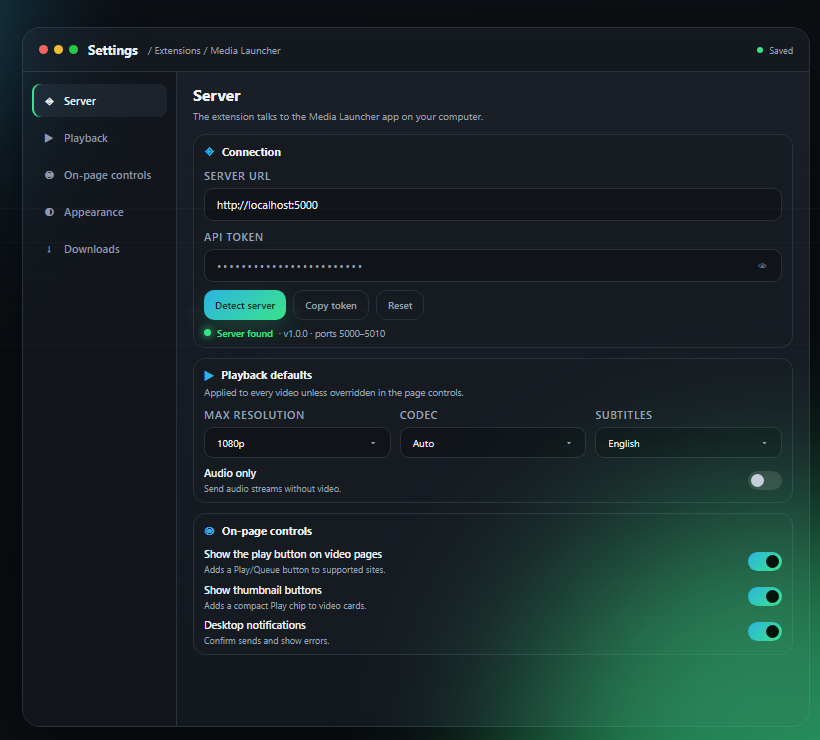 Settings / Extensions / Media Launcher
Saved
Server
Playback
On-page controls
Appearance
Downloads
Server
The extension talks to the Media Launcher app on your computer.
Connection
SERVER URL
http://localhost:5000
API TOKEN
••••••••••••••••••••••••
Detect server
Copy token
Reset
Server found · v1.0.0 · ports 5000–5010
Playback defaults
Applied to every video unless overridden in the page controls.
MAX RESOLUTION
CODEC
SUBTITLES
1080p
Auto
English
Audio only
Send audio streams without video.
On-page controls
Show the play button on video pages
Adds a Play/Queue button to supported sites.
Show thumbnail buttons
Adds a compact Play chip to video cards.
Desktop notifications
Confirm sends and show errors.